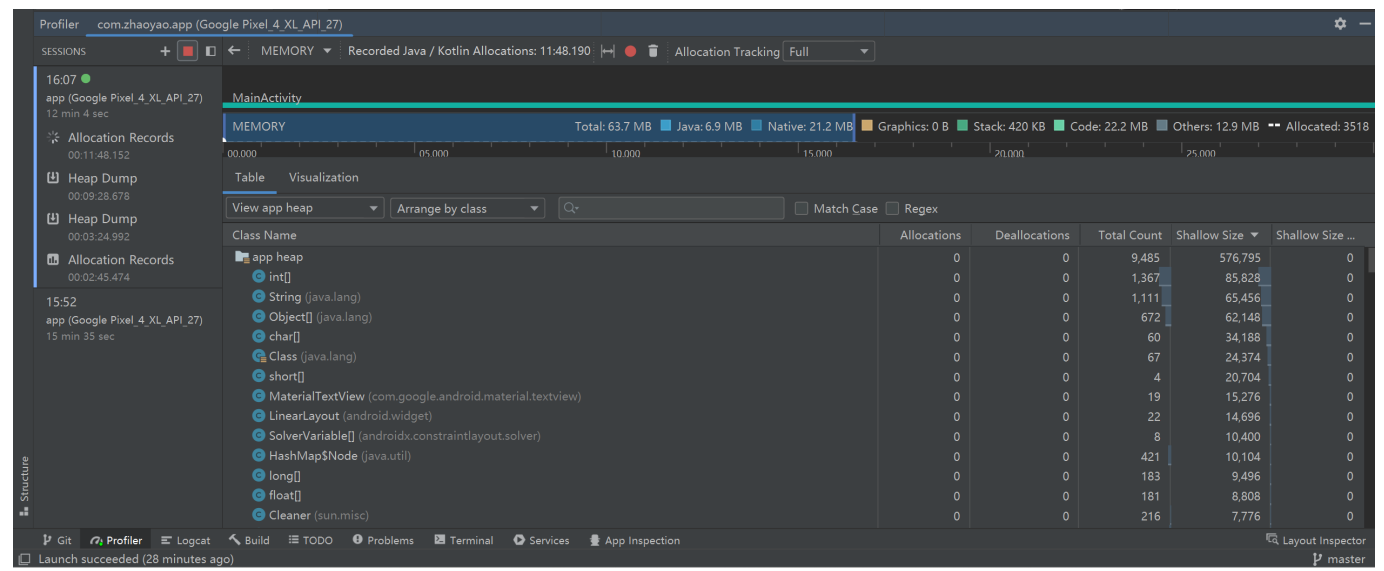 Profiler com.zhaoyao.app (Google Pixel_4_XL_API_27)
SESSIONS MEMORY Recorded Java / Kotlin Allocations: 11:48.190 Allocation Tracking Full
16:07
app (Google Pixel_4_XL_API_27)
12 min 4 sec
Allocation Records
00:11:48.152
Heap Dump
00:09:28.678
Heap Dump
00:03:24.992
Allocation Records
00:02:45.474
15:52
app (Google Pixel_4_XL_API_27)
15 min 35 sec
MainActivity
MEMORY Total: 63.7 MB Java: 6.9 MB Native: 21.2 MB Graphics: 0 B Stack: 420 KB Code: 22.2 MB Others: 12.9 MB Allocated: 3518
00.000 05.000 10.000 15.000 20.000 25.000
Table Visualization
View app heap Arrange by class Match Case Regex
Class Name Allocations Deallocations Total Count Shallow Size Shallow Size ...
app heap 0 0 9,485 576,795 0
int[] 0 0 1,367 85,828 0
String (java.lang) 0 0 1,111 65,456 0
Object[] (java.lang) 0 0 672 62,148 0
char[] 0 0 60 34,188 0
Class (java.lang) 0 0 67 24,374 0
short[] 0 0 4 20,704 0
MaterialTextView (com.google.android.material.textview) 0 0 19 15,276 0
LinearLayout (android.widget) 0 0 22 14,696 0
SolverVariable[] (androidx.constraintlayout.solver) 0 0 8 10,400 0
HashMap$Node (java.util) 0 0 421 10,104 0
long[] 0 0 183 9,496 0
float[] 0 0 181 8,808 0
Cleaner (sun.misc) 0 0 216 7,776 0
Structure
Git Profiler Logcat Build TODO Problems Terminal Services App Inspection Layout Inspector
Launch succeeded (28 minutes ago) master